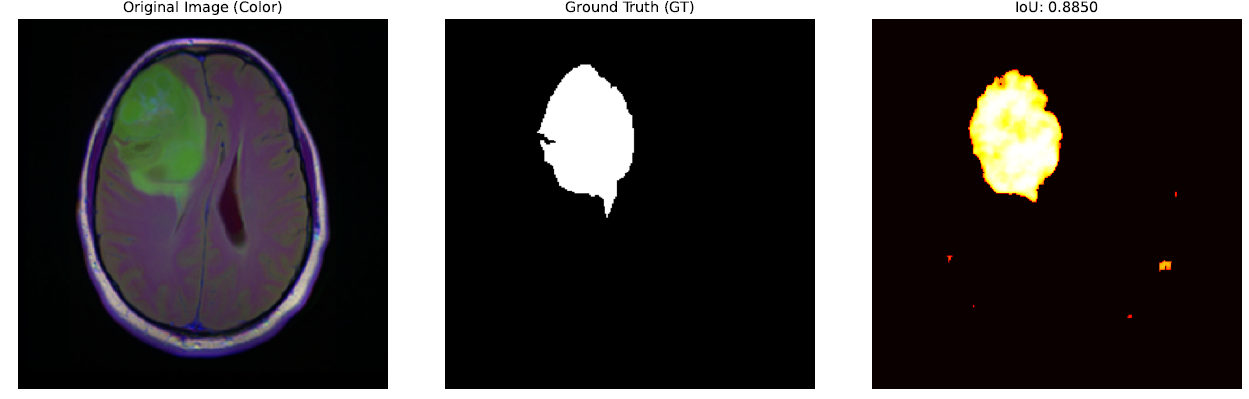 Original Image (Color)
Ground Truth (GT)
IoU: 0.8850